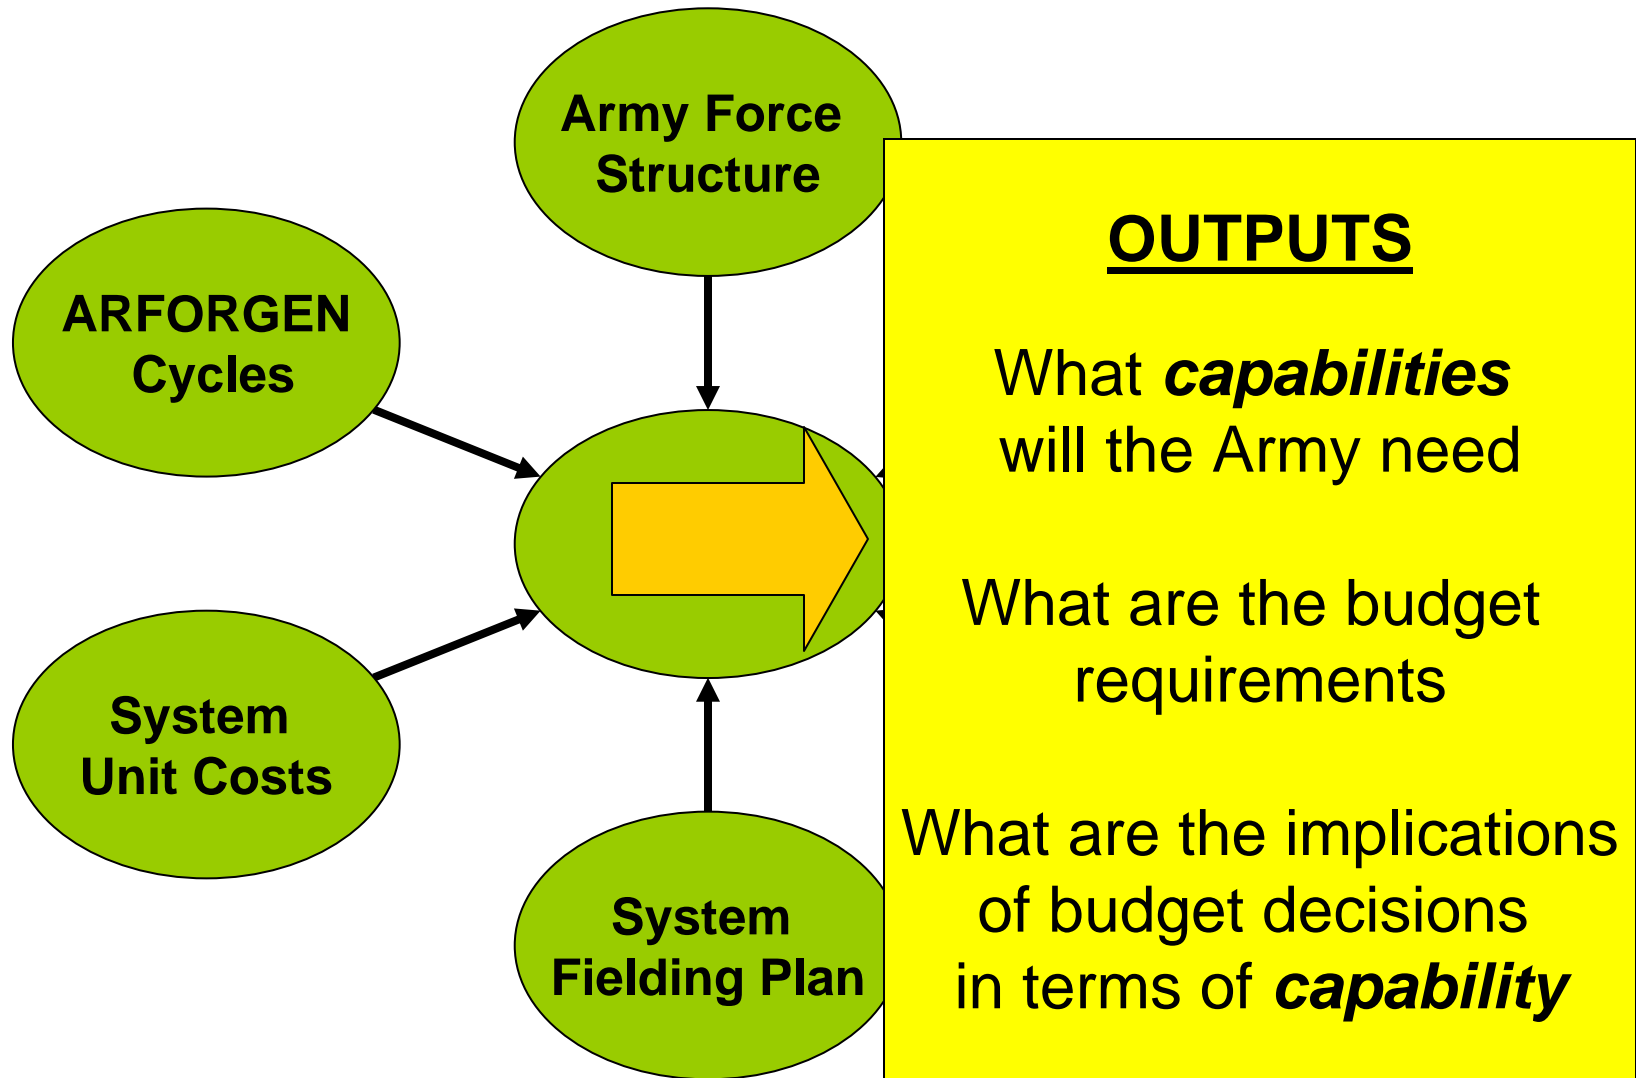 Army Force
Structure
ARFORGEN
Cycles
System
Unit Costs
System
Fielding Plan
OUTPUTS
What capabilities
will the Army need
What are the budget
requirements
What are the implications
of budget decisions
in terms of capability